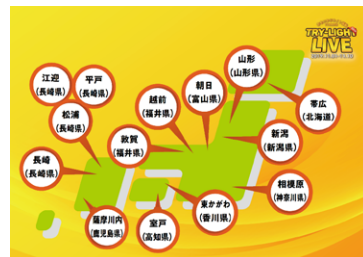 TRY-LIGHT
LIVE
山形
(山形県)
朝日
(富山県)
江迎
(長崎県)
平戸
(長崎県)
越前
(福井県)
帯広
(北海道)
松浦
(長崎県)
敦賀
(福井県)
新潟
(新潟県)
長崎
(長崎県)
相模原
(神奈川県)
東かがわ
(香川県)
薩摩川内
(鹿児島県)
室戸
(高知県)